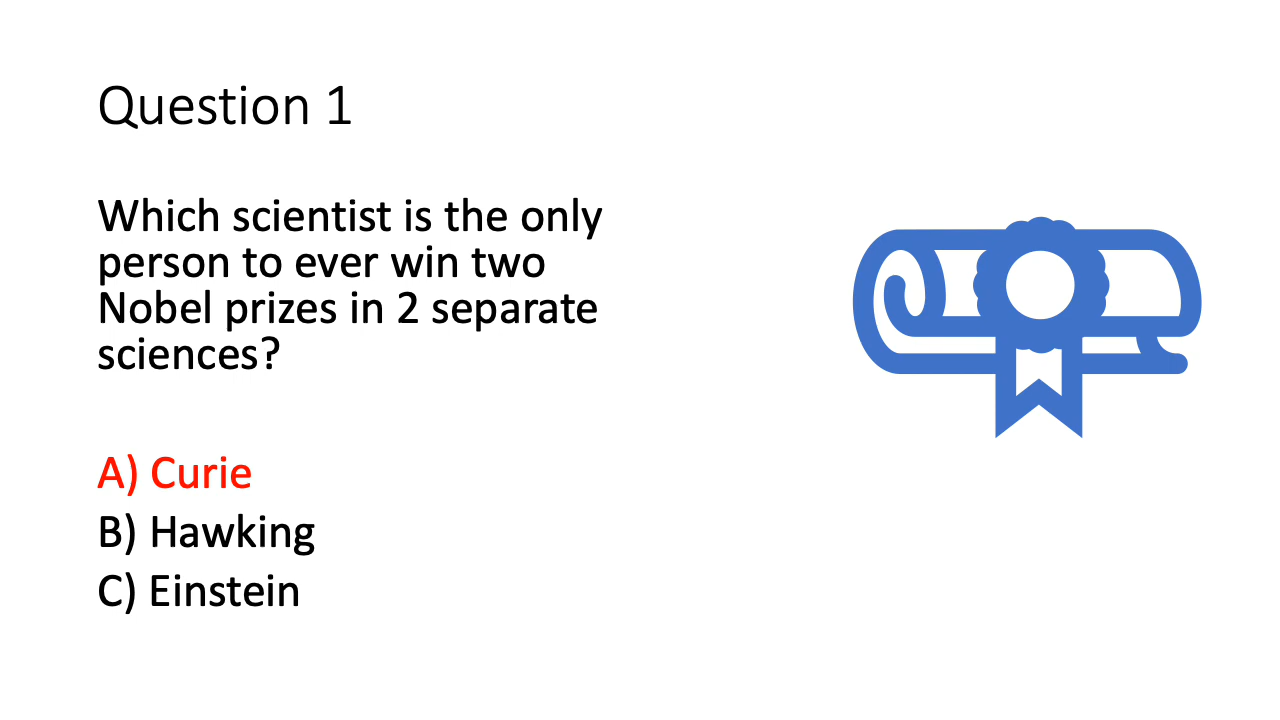 Question 1
Which scientist is the only
person to ever win two
Nobel prizes in 2 separate
sciences?
A) Curie
B) Hawking
C) Einstein